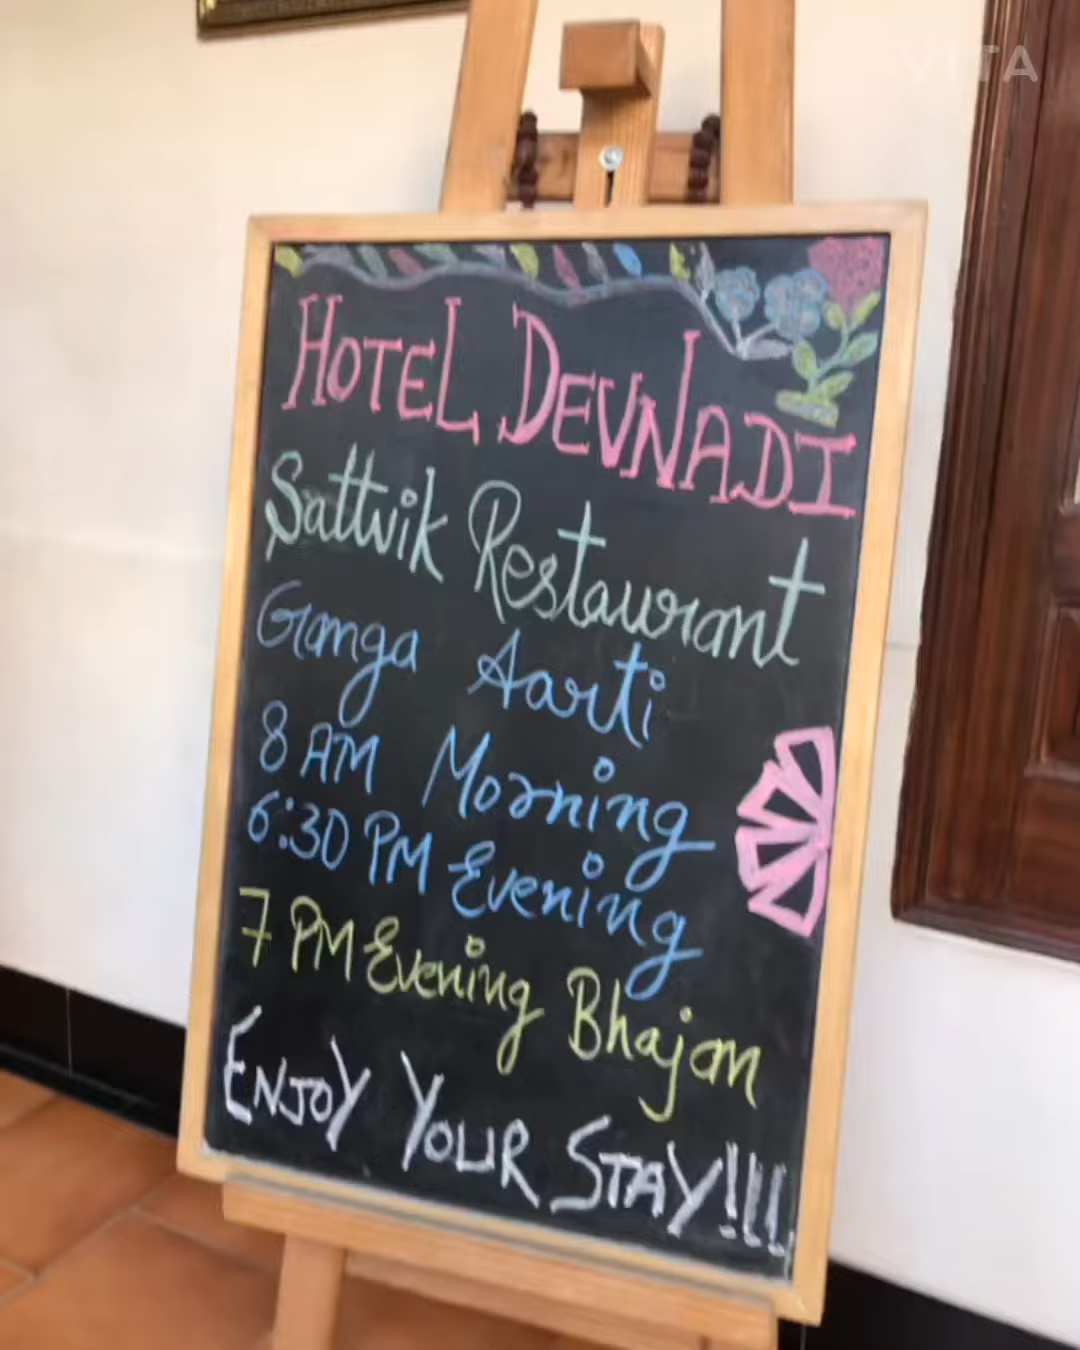 VITA
HOTEL DEVNADI
Sattvik Restaurant
Ganga Aarti
8 AM Morning
6:30 PM Evening
7 PM Evening Bhajan
ENJOY YOUR STAY!!!